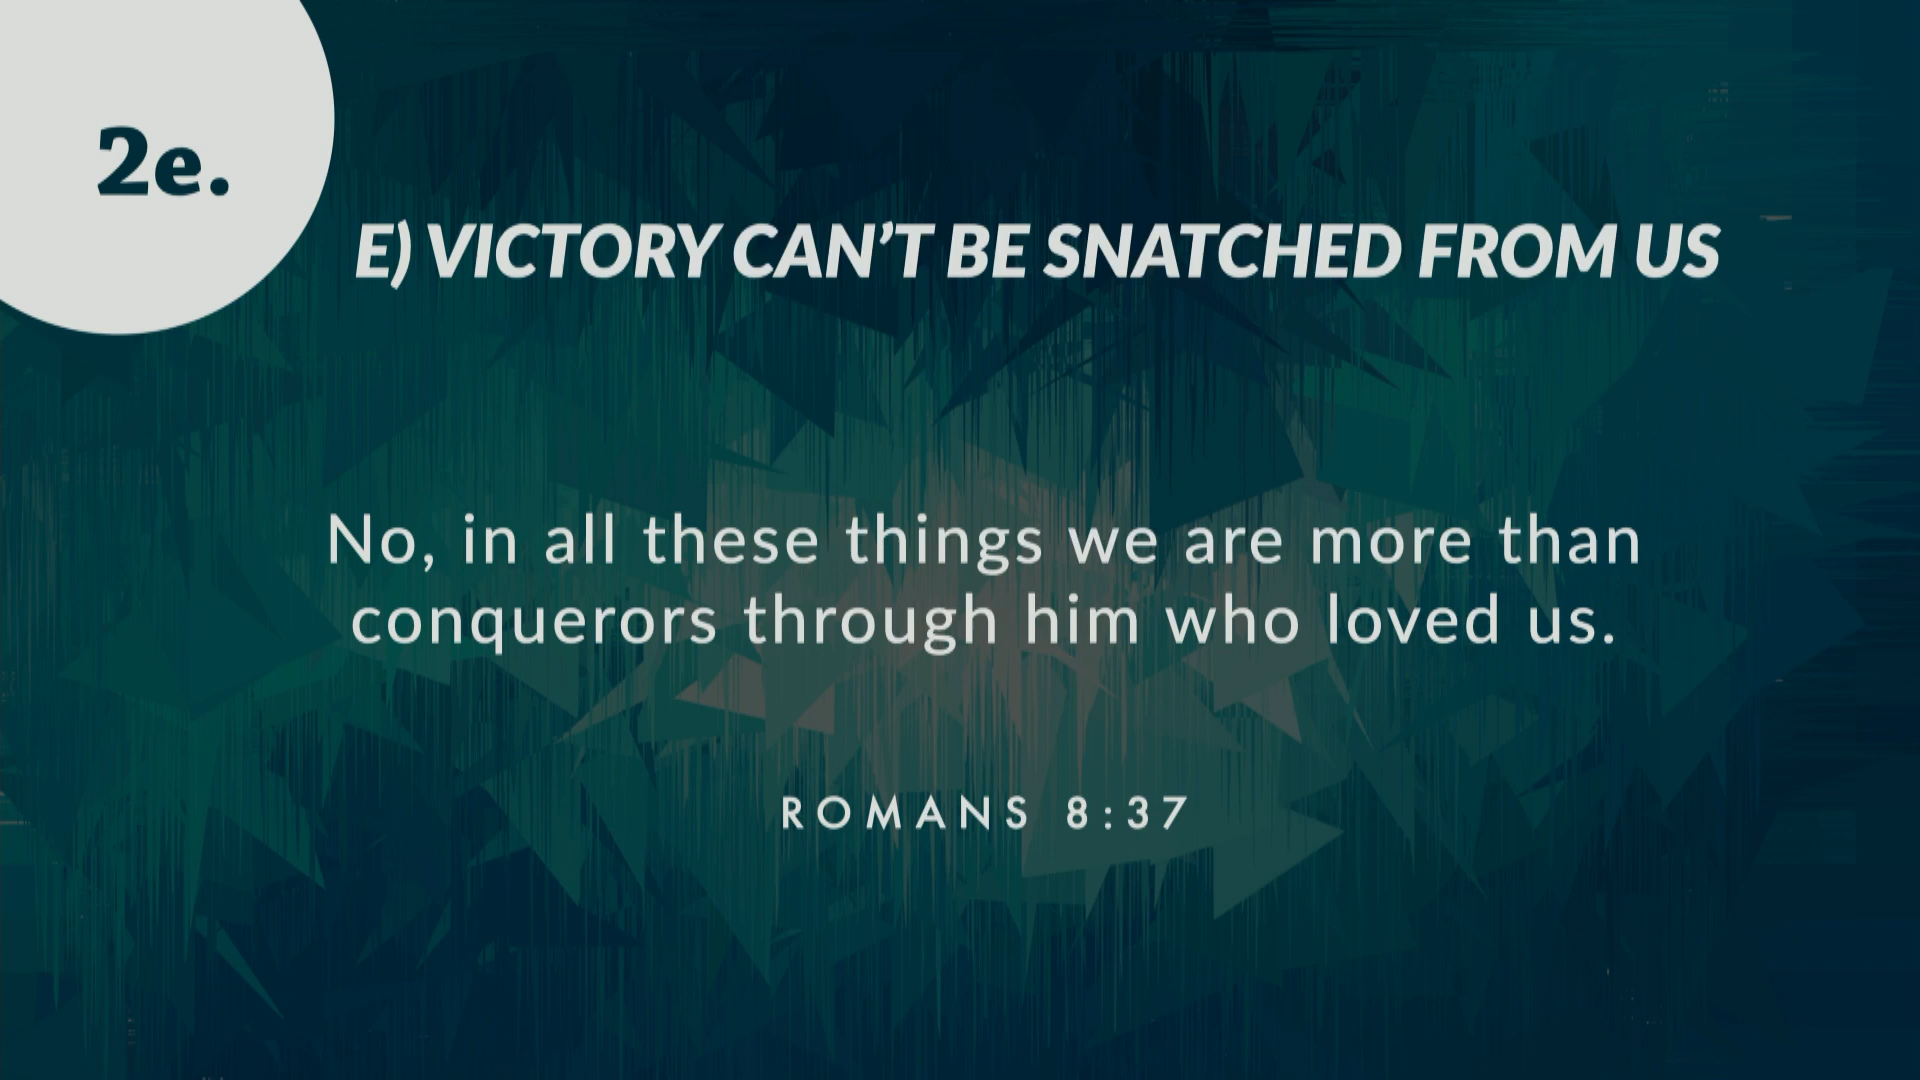 2e.
E) VICTORY CAN’T BE SNATCHED FROM US
No, in all these things we are more than
conquerors through him who loved us.
ROMANS 8:37